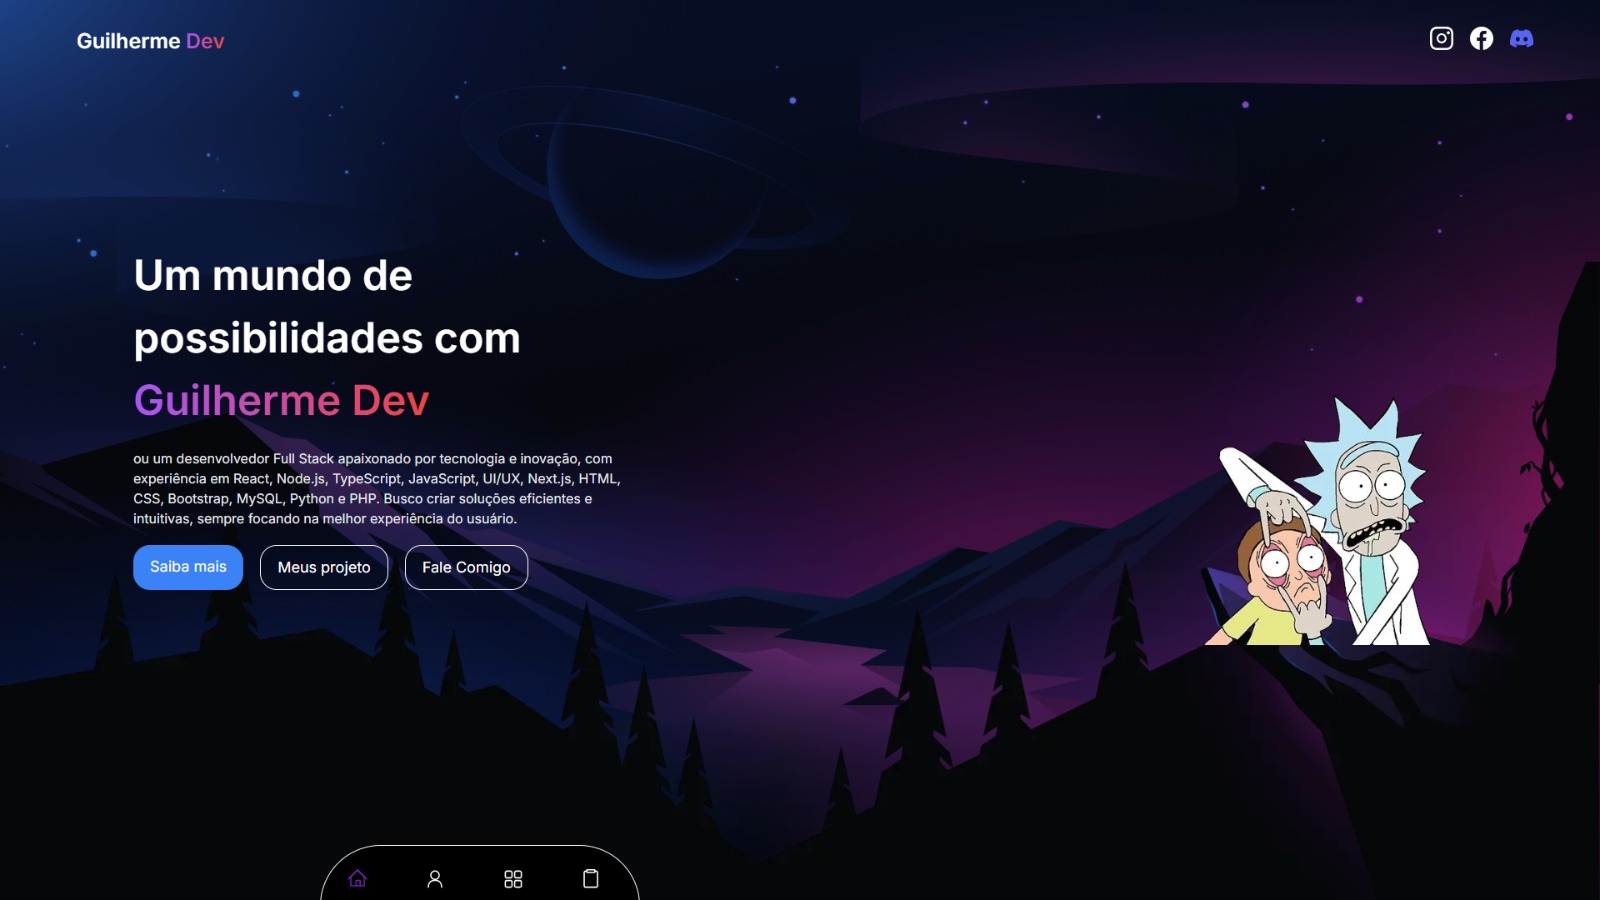 Guilherme Dev
Um mundo de
possibilidades com
Guilherme Dev
ou um desenvolvedor Full Stack apaixonado por tecnologia e inovação, com
experiência em React, Node.js, TypeScript, JavaScript, UI/UX, Next.js, HTML,
CSS, Bootstrap, MySQL, Python e PHP. Busco criar soluções eficientes e
intuitivas, sempre focando na melhor experiência do usuário.
Saiba mais
Meus projeto
Fale Comigo